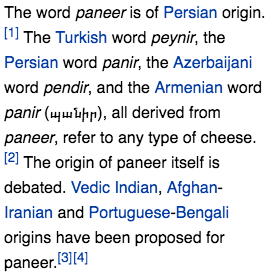 The word paneer is of Persian origin.
[1] The Turkish word peynir, the
Persian word panir, the Azerbaijani
word pendir, and the Armenian word
panir (պանիր), all derived from
paneer, refer to any type of cheese.
[2] The origin of paneer itself is
debated. Vedic Indian, Afghan-
Iranian and Portuguese-Bengali
origins have been proposed for
paneer.[3][4]